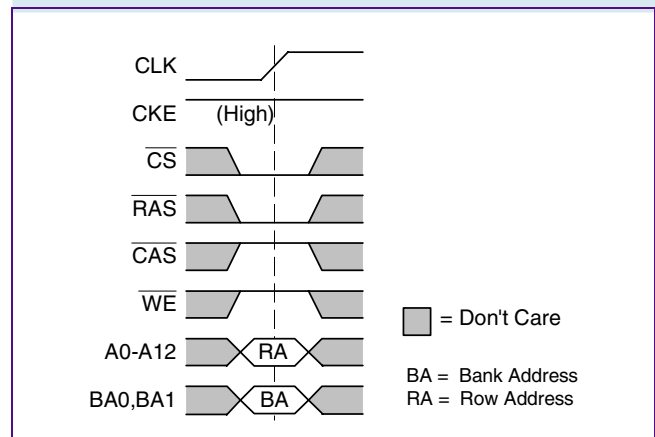 CLK
CKE (High)
CS
RAS
CAS
WE
A0-A12 RA
BA0,BA1 BA
= Don't Care
BA = Bank Address
RA = Row Address